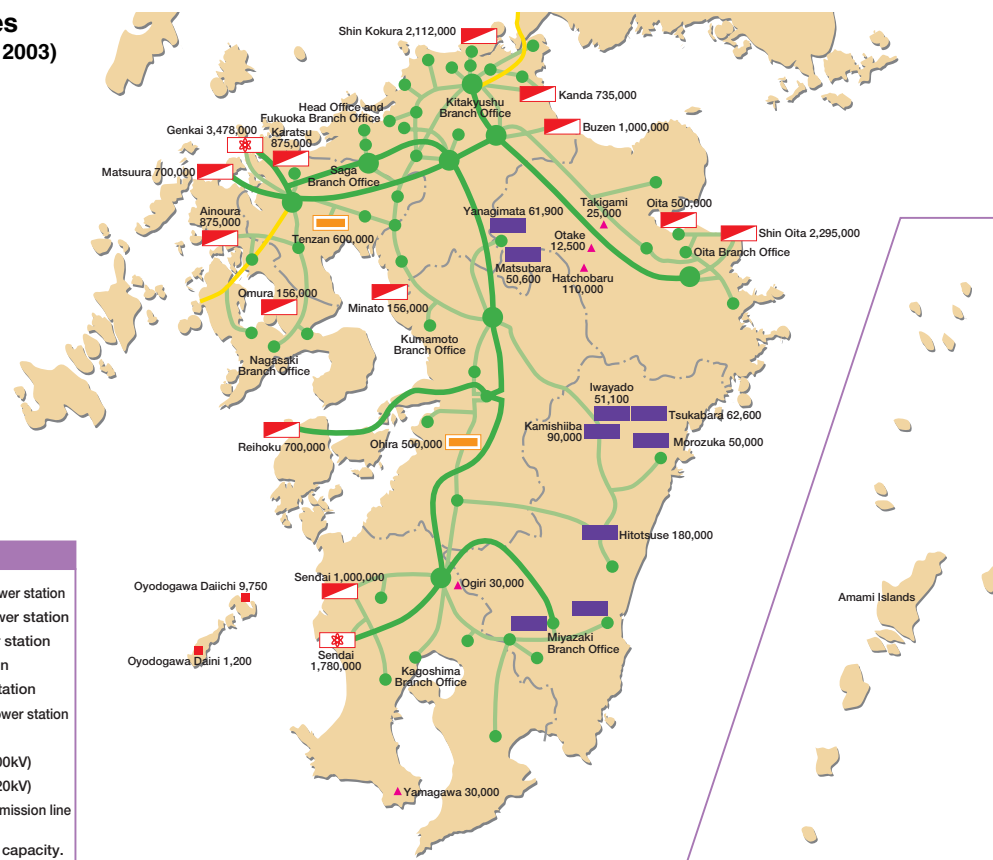 es
2003)
Shin Kokura 2,112,000
Kitakyushu
Branch Office
Kanda 735,000
Head Office and
Fukuoka Branch Office
Buzen 1,000,000
Genkai 3,478,000
Karatsu
875,000
Matsuura 700,000
Saga
Branch Office
Ainoura
875,000
Tenzan 600,000
Yanagimata 61,900
Takigami
25,000
Oita 500,000
Shin Oita 2,295,000
Otake
12,500
Oita Branch Office
Matsubara
50,600
Hatchobaru
110,000
Omura 156,000
Minato 156,000
Kumamoto
Branch Office
Nagasaki
Branch Office
Iwayado
51,100
Tsukabara 62,600
Kamishiiba
90,000
Morozuka 50,000
Reihoku 700,000
Ohira 500,000
Hitotsuse 180,000
Sendai 1,000,000
Ogiri 30,000
Oyodogawa Daiichi 9,750
Oyodogawa Daini 1,200
Sendai
1,780,000
Miyazaki
Branch Office
Kagoshima
Branch Office
Yamagawa 30,000
Amami Islands
wer station
wer station
r station
n
tation
ower station
00kV)
20kV)
mission line
capacity.